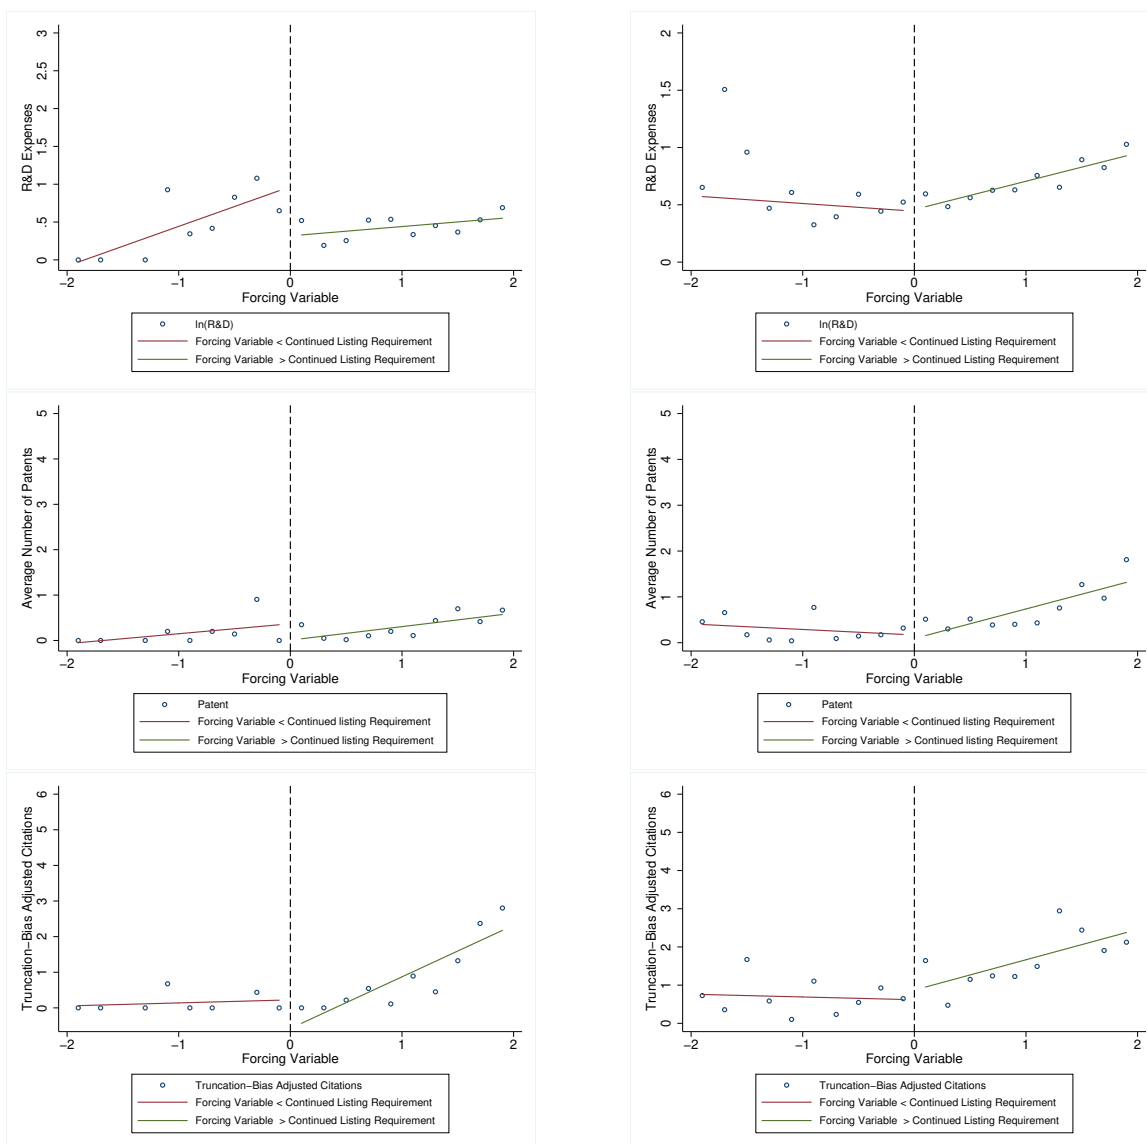 R&D Expenses
3
2.5
2
1.5
1
.5
0
−2 −1 0 1 2
Forcing Variable
ln(R&D)
Forcing Variable < Continued Listing Requirement
Forcing Variable > Continued Listing Requirement
R&D Expenses
2
1.5
1
.5
0
−2 −1 0 1 2
Forcing Variable
ln(R&D)
Forcing Variable < Continued Listing Requirement
Forcing Variable > Continued Listing Requirement
Average Number of Patents
5
4
3
2
1
0
−2 −1 0 1 2
Forcing Variable
Patent
Forcing Variable < Continued listing Requirement
Forcing Variable > Continued listing Requirement
Average Number of Patents
5
4
3
2
1
0
−2 −1 0 1 2
Forcing Variable
Patent
Forcing Variable < Continued listing Requirement
Forcing Variable > Continued listing Requirement
Truncation−Bias Adjusted Citations
6
5
4
3
2
1
0
−2 −1 0 1 2
Forcing Variable
Truncation−Bias Adjusted Citations
Forcing Variable < Continued Listing Requirement
Forcing Variable > Continued Listing Requirement
Truncation−Bias Adjusted Citations
6
5
4
3
2
1
0
−2 −1 0 1 2
Forcing Variable
Truncation−Bias Adjusted Citations
Forcing Variable < Continued Listing Requirement
Forcing Variable > Continued Listing Requirement